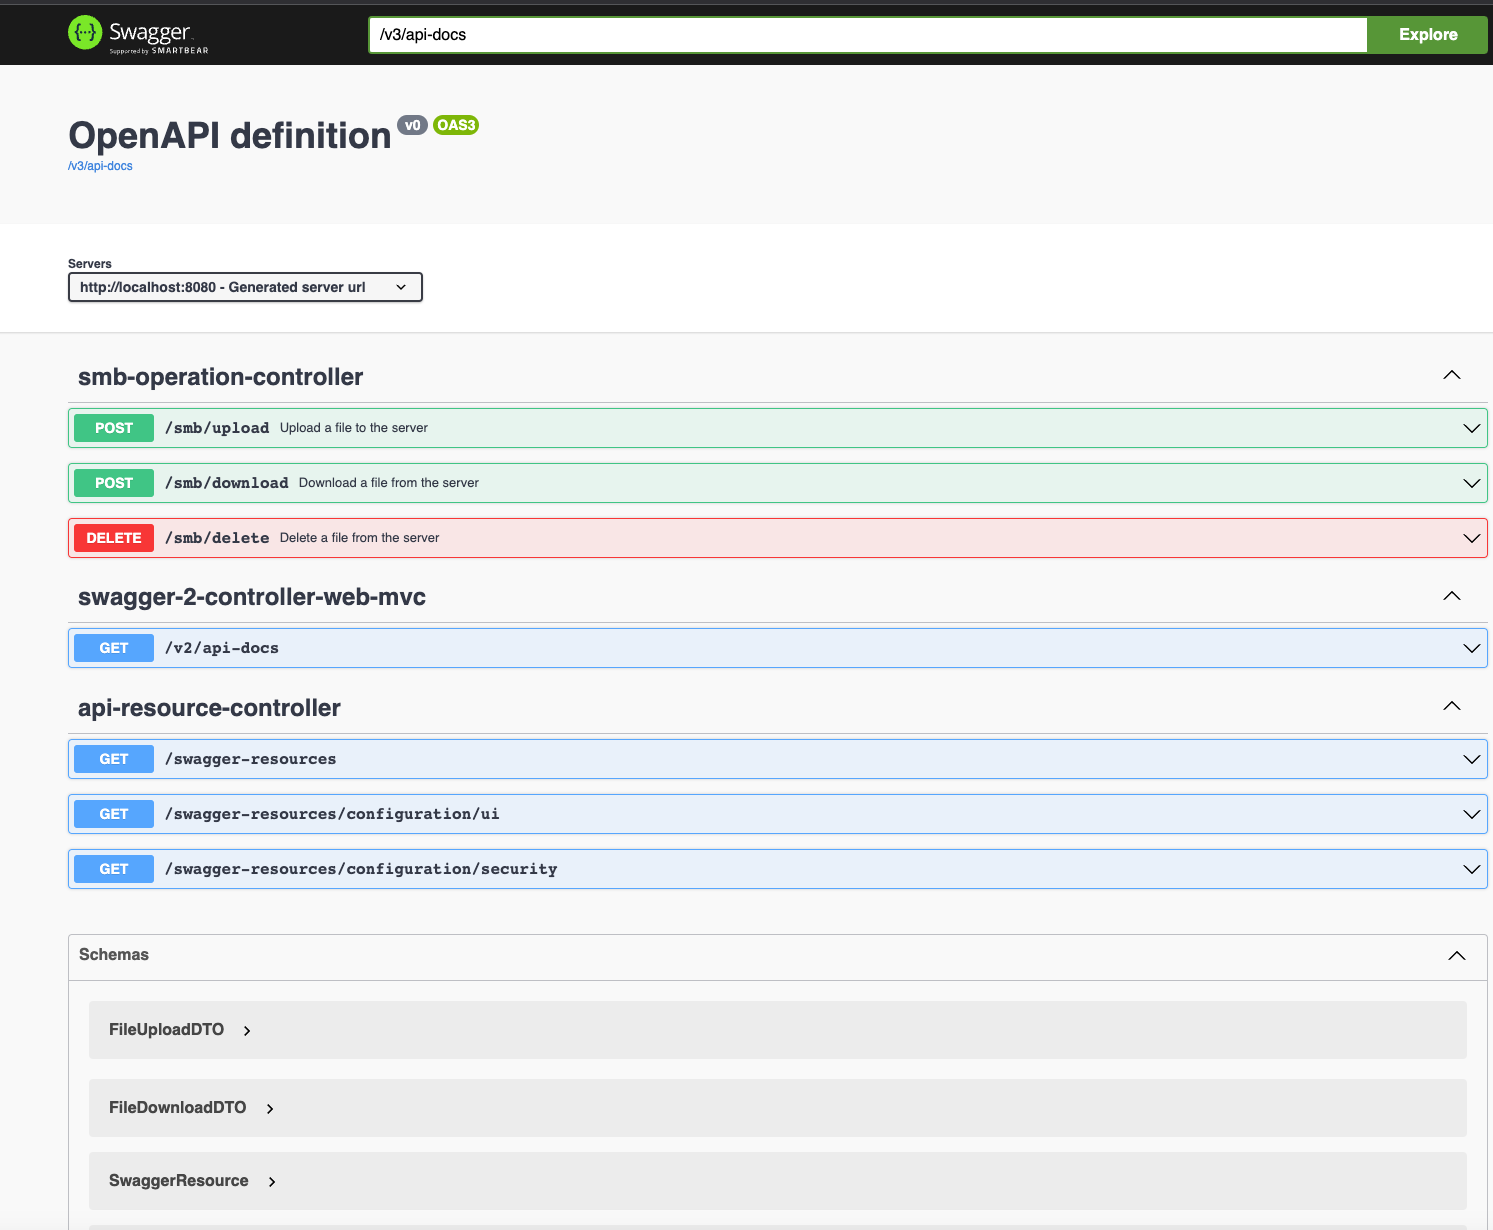 Swagger
Supported by SMARTBEAR
/v3/api-docs
Explore
OpenAPI definition v0 OAS3
/v3/api-docs
Servers
http://localhost:8080 - Generated server url
smb-operation-controller
POST /smb/upload Upload a file to the server
POST /smb/download Download a file from the server
DELETE /smb/delete Delete a file from the server
swagger-2-controller-web-mvc
GET /v2/api-docs
api-resource-controller
GET /swagger-resources
GET /swagger-resources/configuration/ui
GET /swagger-resources/configuration/security
Schemas
FileUploadDTO
FileDownloadDTO
SwaggerResource